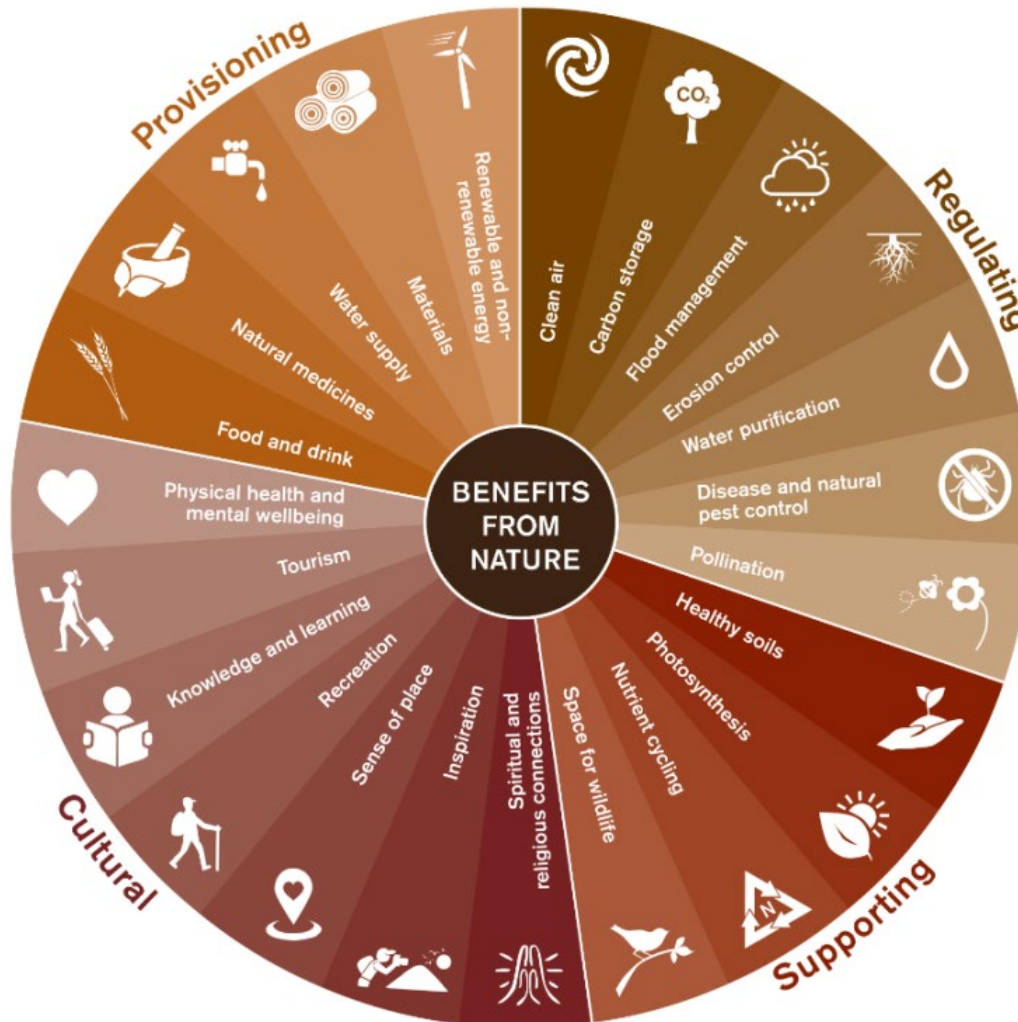 Provisioning
Renewable and non-
renewable energy
Materials
Water supply
Natural medicines
Food and drink
Regulating
Clean air
CO₂
Carbon storage
Flood management
Erosion control
Water purification
Disease and natural
pest control
Pollination
BENEFITS
FROM
NATURE
Supporting
Healthy soils
Photosynthesis
Nutrient cycling
N
Space for wildlife
Cultural
Physical health and
mental wellbeing
Tourism
Knowledge and learning
Recreation
Sense of place
Inspiration
Spiritual and
religious connections